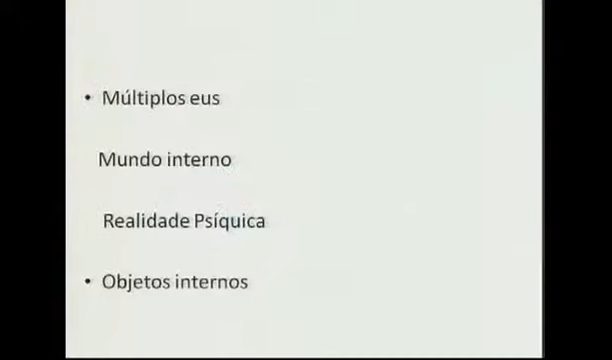 • Múltiplos eus
Mundo interno
Realidade Psíquica
• Objetos internos